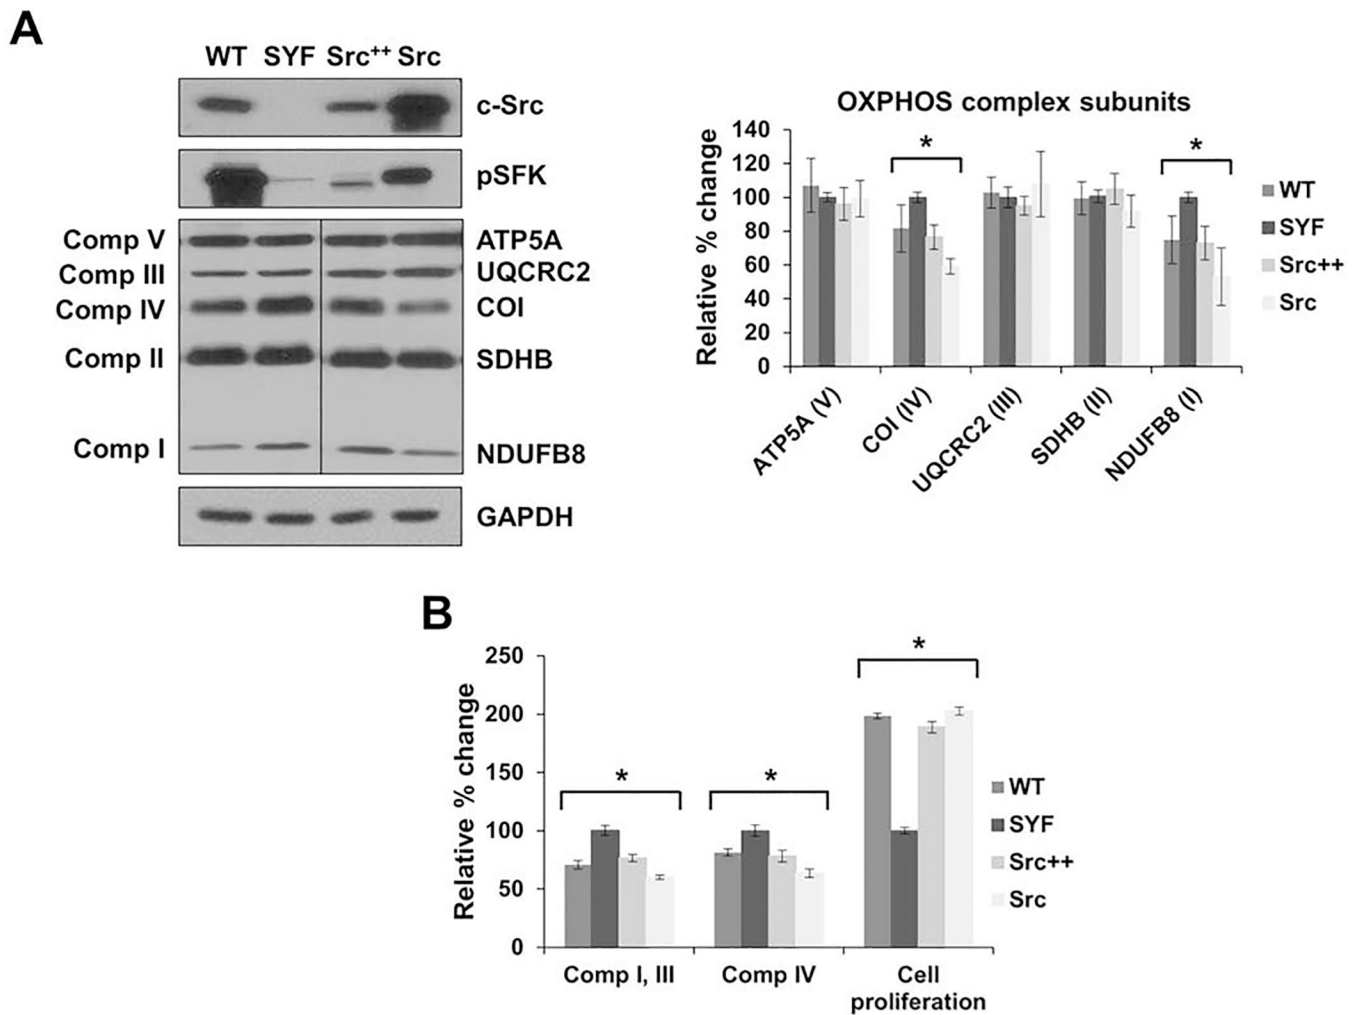 A
WT SYF Src++ Src
c-Src
pSFK
Comp V ATP5A
Comp III UQCRC2
Comp IV COI
Comp II SDHB
Comp I NDUFB8
GAPDH
OXPHOS complex subunits
Relative % change
140
120
100
80
60
40
20
0
*
*
ATP5A (V)
COI (IV)
UQCRC2 (III)
SDHB (II)
NDUFB8 (I)
WT
SYF
Src++
Src
B
Relative % change
250
200
150
100
50
0
*
*
*
Comp I, III
Comp IV
Cell
proliferation
WT
SYF
Src++
Src